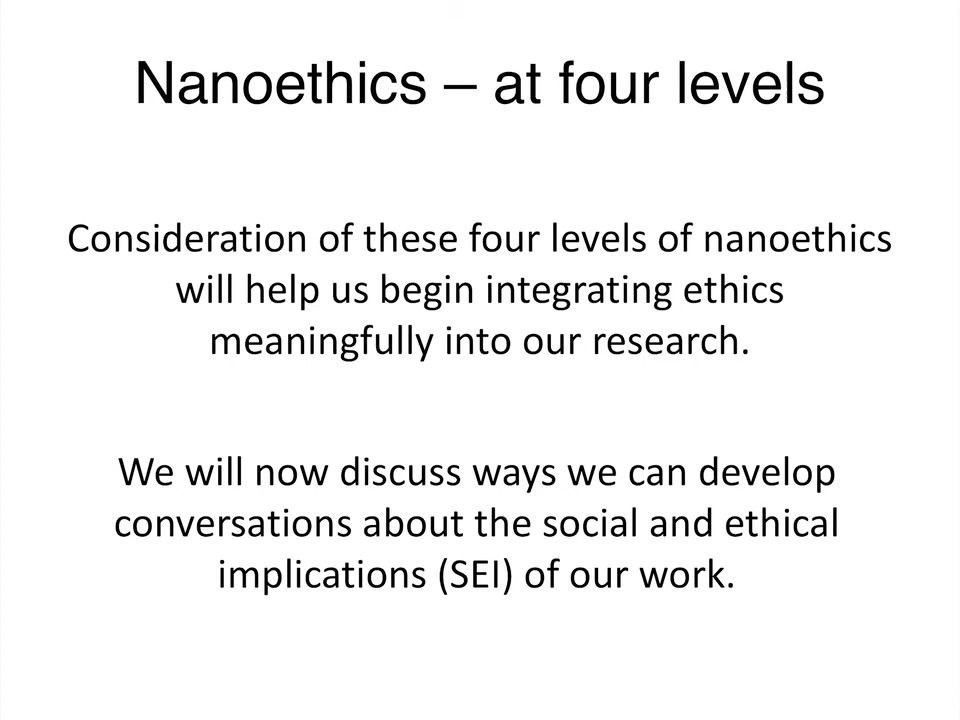 Nanoethics – at four levels
Consideration of these four levels of nanoethics
will help us begin integrating ethics
meaningfully into our research.
We will now discuss ways we can develop
conversations about the social and ethical
implications (SEI) of our work.